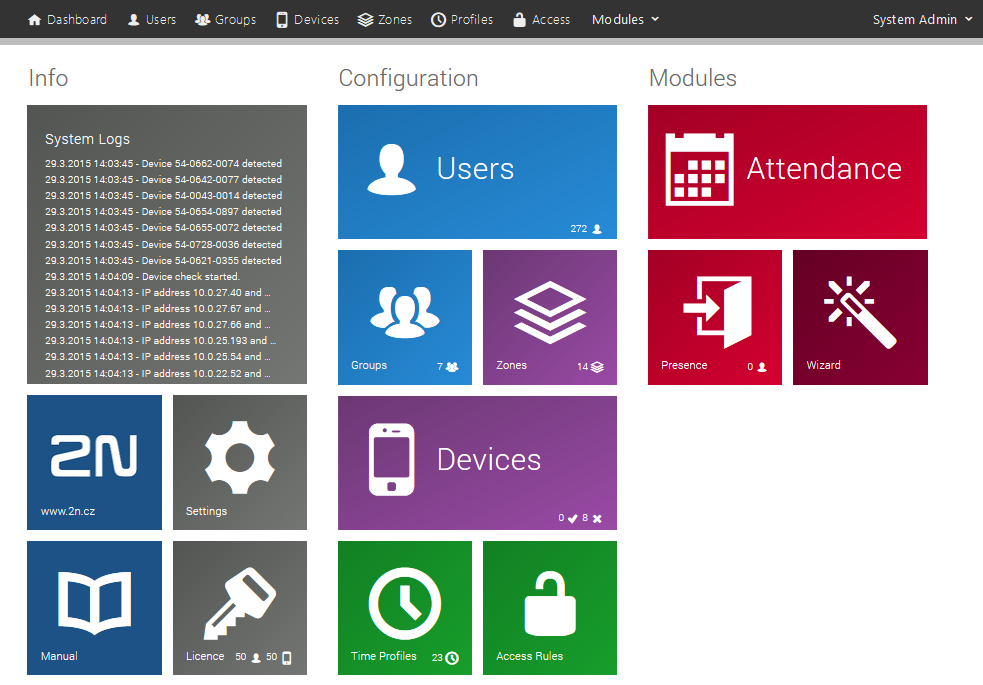 Dashboard Users Groups Devices Zones Profiles Access Modules System Admin
Info
System Logs
29.3.2015 14:03:45 - Device 54-0662-0074 detected
29.3.2015 14:03:45 - Device 54-0642-0077 detected
29.3.2015 14:03:45 - Device 54-0043-0014 detected
29.3.2015 14:03:45 - Device 54-0654-0897 detected
29.3.2015 14:03:45 - Device 54-0655-0072 detected
29.3.2015 14:03:45 - Device 54-0728-0036 detected
29.3.2015 14:03:45 - Device 54-0621-0355 detected
29.3.2015 14:04:09 - Device check started.
29.3.2015 14:04:13 - IP address 10.0.27.40 and ...
29.3.2015 14:04:13 - IP address 10.0.27.67 and ...
29.3.2015 14:04:13 - IP address 10.0.27.66 and ...
29.3.2015 14:04:13 - IP address 10.0.25.193 and ...
29.3.2015 14:04:13 - IP address 10.0.25.54 and ...
29.3.2015 14:04:13 - IP address 10.0.22.52 and ...
2N
www.2n.cz
Settings
Manual
Licence 50 50
Configuration
Users
272
Groups 7
Zones 14
Devices
0 8
Time Profiles 23
Access Rules
Modules
Attendance
Presence 0
Wizard